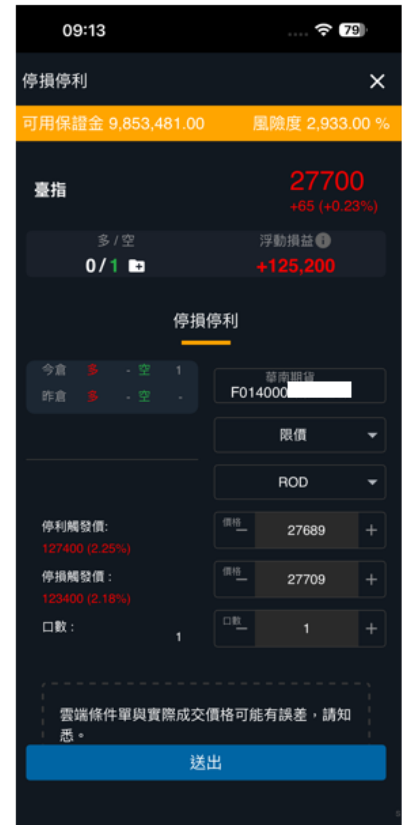 09:13
79
停損停利 ×
可用保證金 9,853,481.00 風險度 2,933.00 %
臺指 27700
+65 (+0.23%)
多 / 空 浮動損益
0 / 1 +125,200
停損停利
今倉 多 - 空 1
昨倉 多 - 空 -
華南期貨
F014000
限價
ROD
停利觸發價: 價格 27689 +
127400 (2.25%)
停損觸發價 : 價格 27709 +
123400 (2.18%)
口數 : 1 口數 1 +
雲端條件單與實際成交價格可能有誤差，請知
悉。
送出